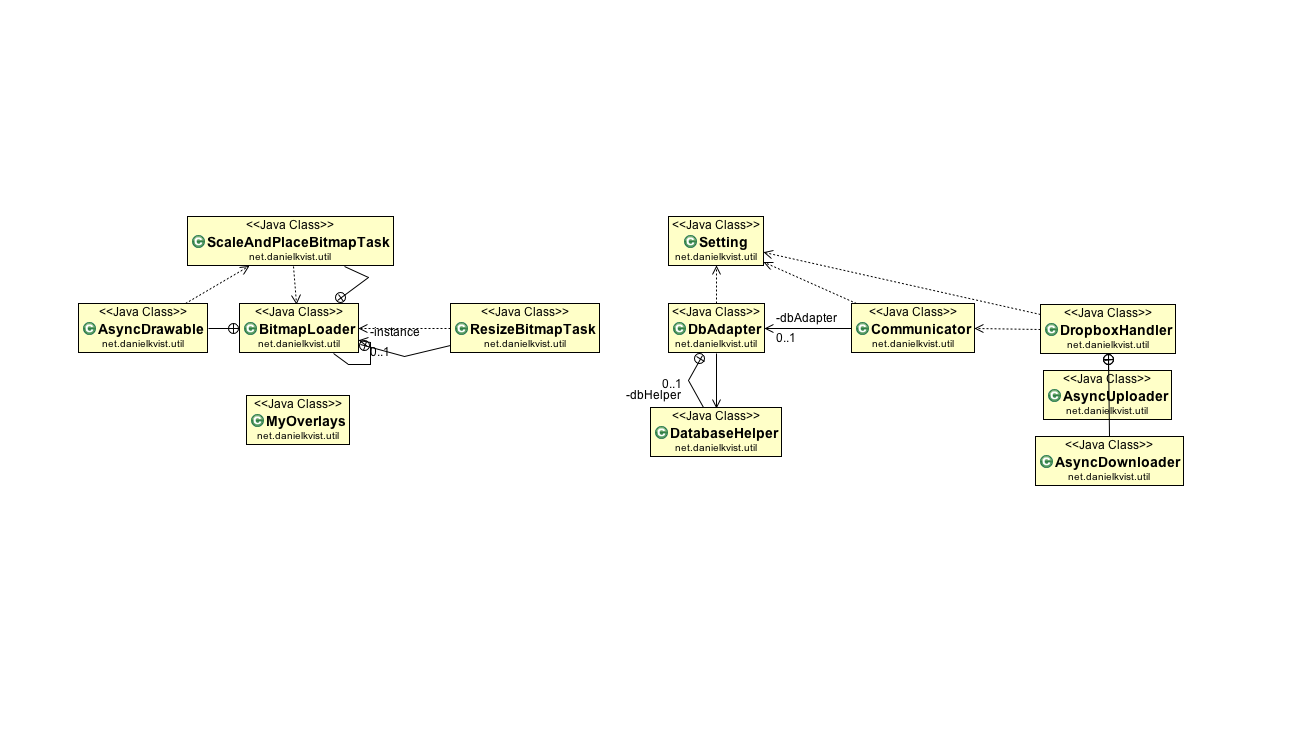 <<Java Class>>
ScaleAndPlaceBitmapTask
net.danielkvist.util
<<Java Class>>
Setting
net.danielkvist.util
<<Java Class>>
AsyncDrawable
net.danielkvist.util
<<Java Class>>
BitmapLoader
net.danielkvist.util
-instance
0..1
<<Java Class>>
ResizeBitmapTask
net.danielkvist.util
<<Java Class>>
DbAdapter
net.danielkvist.util
-dbAdapter
0..1
<<Java Class>>
Communicator
net.danielkvist.util
<<Java Class>>
DropboxHandler
net.danielkvist.util
<<Java Class>>
MyOverlays
net.danielkvist.util
0..1
-dbHelper
<<Java Class>>
DatabaseHelper
net.danielkvist.util
<<Java Class>>
AsyncUploader
net.danielkvist.util
<<Java Class>>
AsyncDownloader
net.danielkvist.util